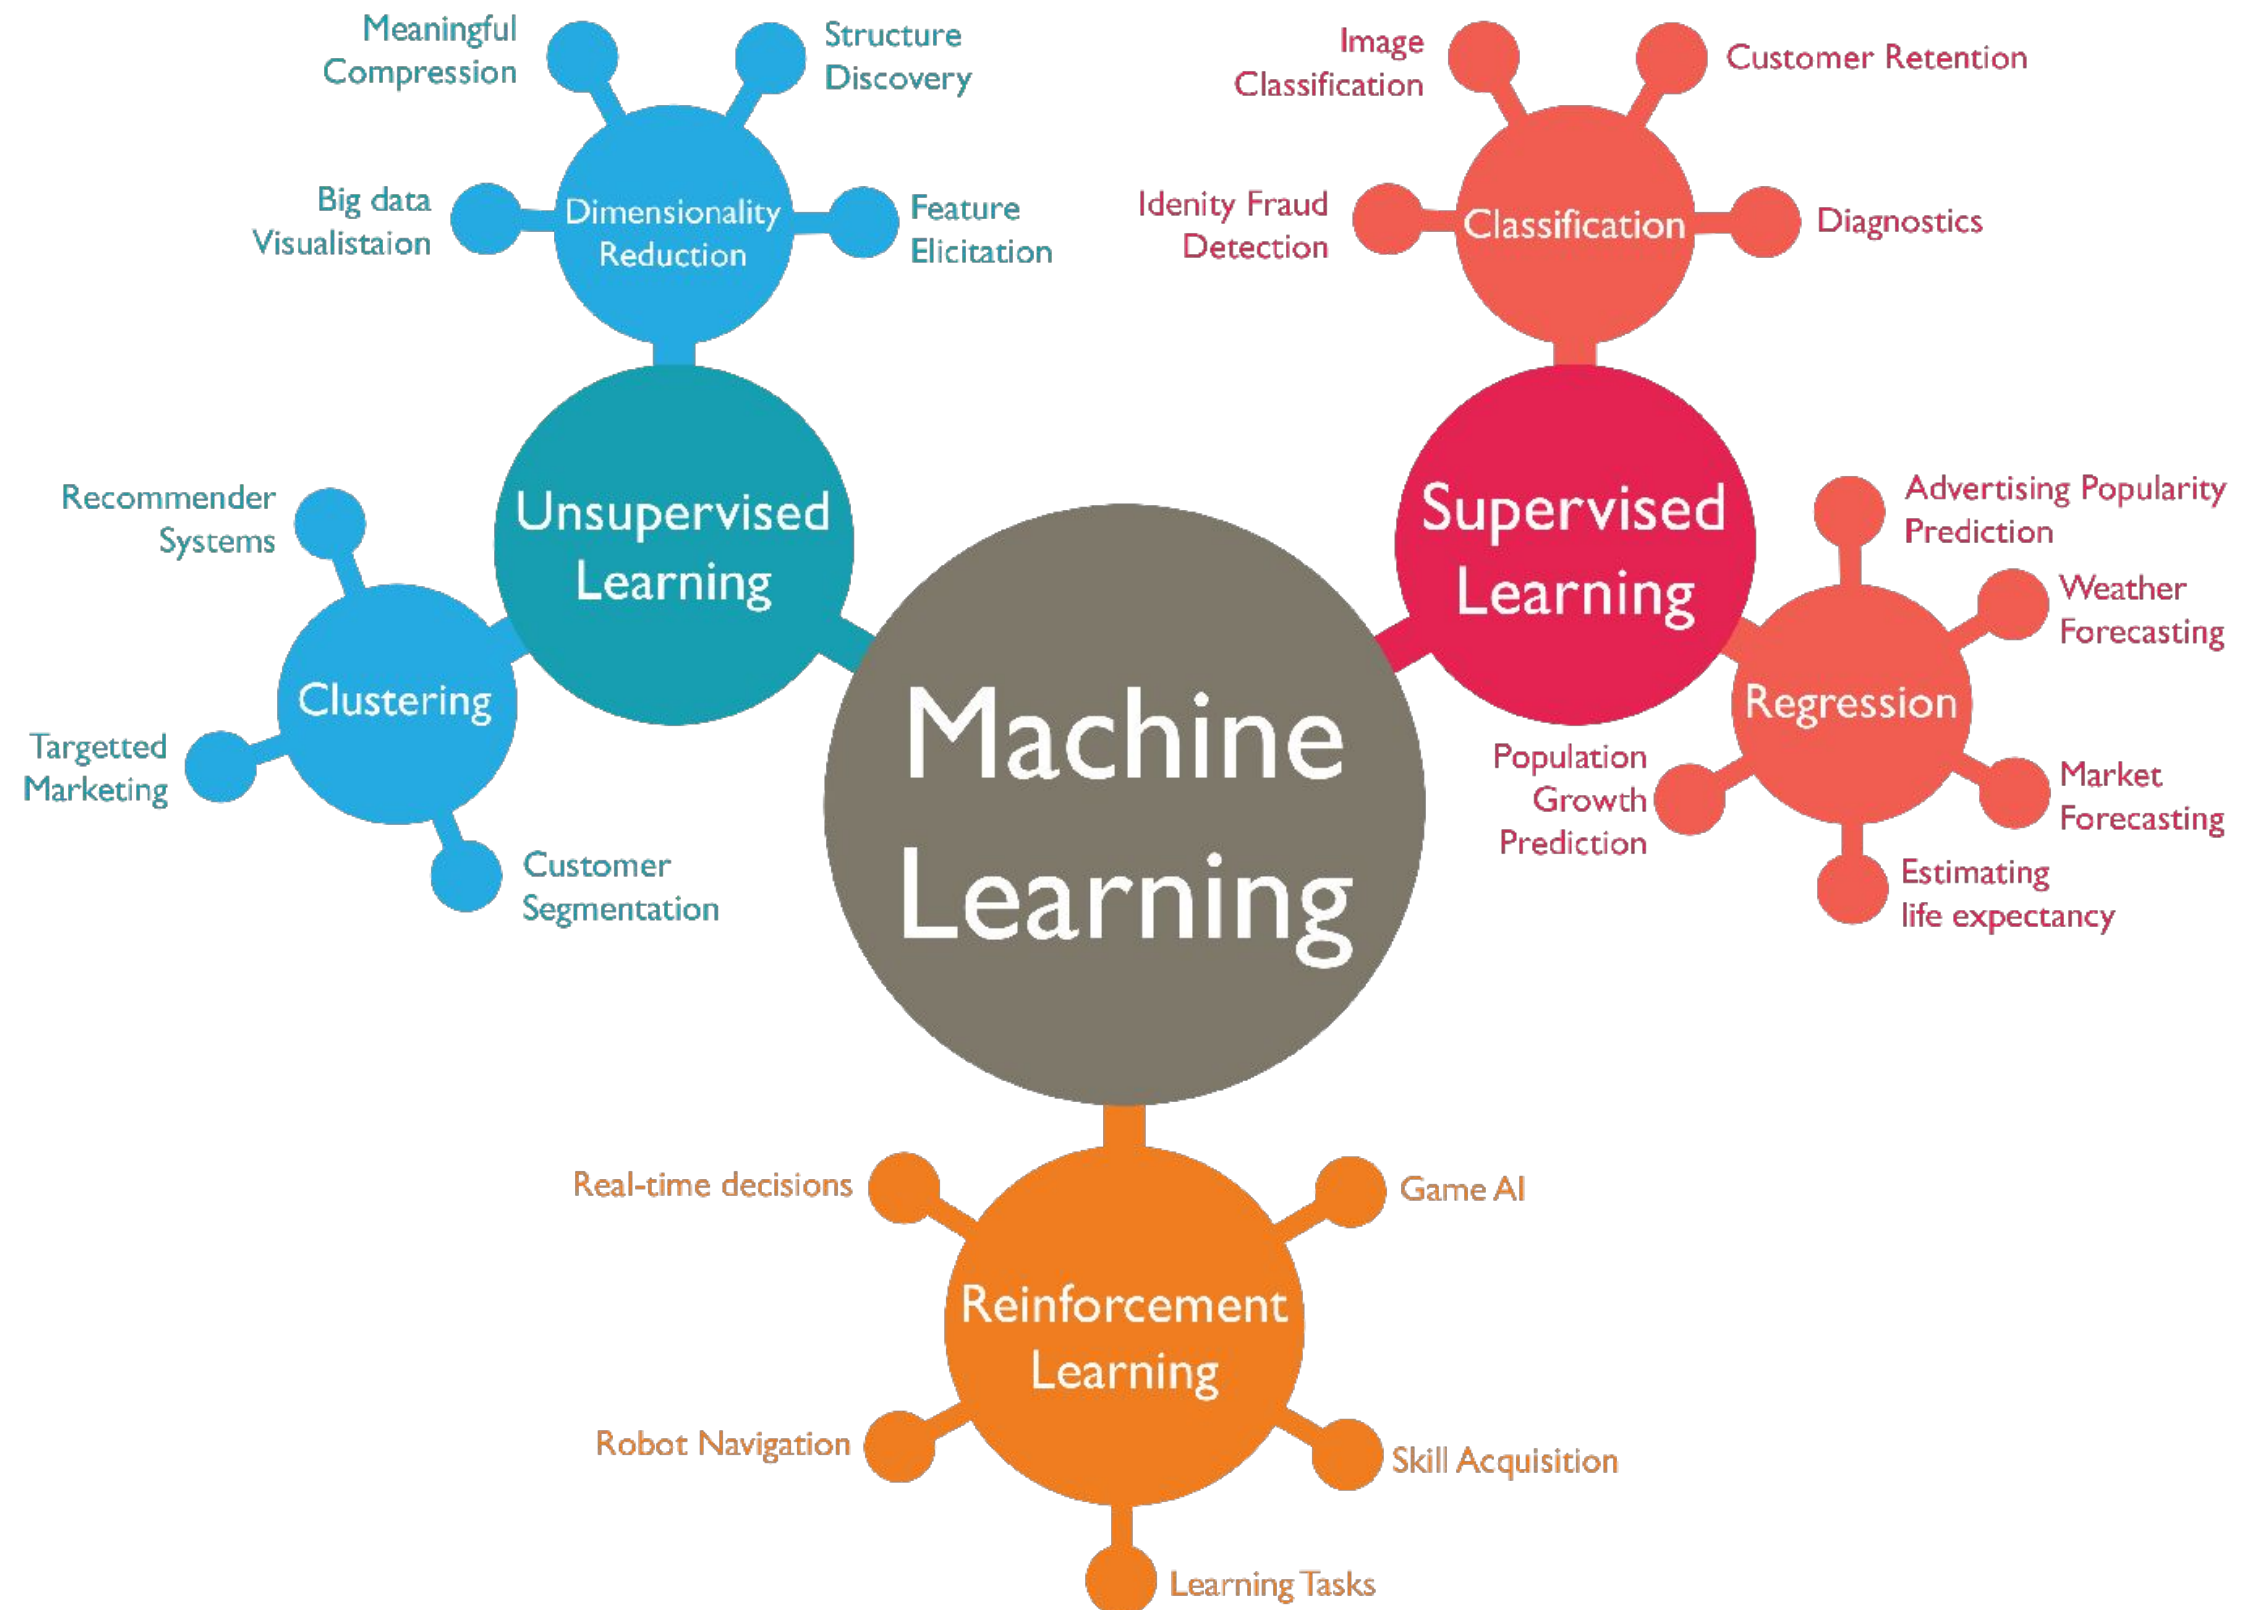 Meaningful
Compression
Structure
Discovery
Big data
Visualistaion
Dimensionality
Reduction
Feature
Elicitation
Image
Classification
Customer Retention
Idenity Fraud
Detection
Classification
Diagnostics
Unsupervised
Learning
Recommender
Systems
Clustering
Targetted
Marketing
Customer
Segmentation
Machine
Learning
Supervised
Learning
Advertising Popularity
Prediction
Weather
Forecasting
Regression
Population
Growth
Prediction
Market
Forecasting
Estimating
life expectancy
Real-time decisions
Game AI
Reinforcement
Learning
Robot Navigation
Skill Acquisition
Learning Tasks